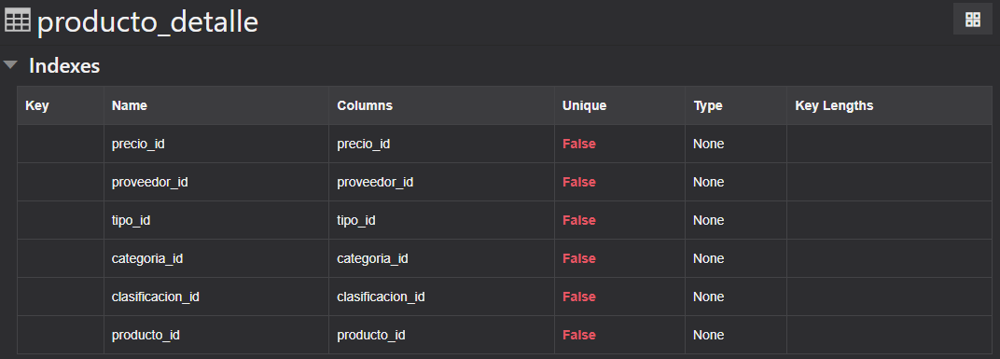 producto_detalle
Indexes
Key Name Columns Unique Type Key Lengths
precio_id precio_id False None
proveedor_id proveedor_id False None
tipo_id tipo_id False None
categoria_id categoria_id False None
clasificacion_id clasificacion_id False None
producto_id producto_id False None